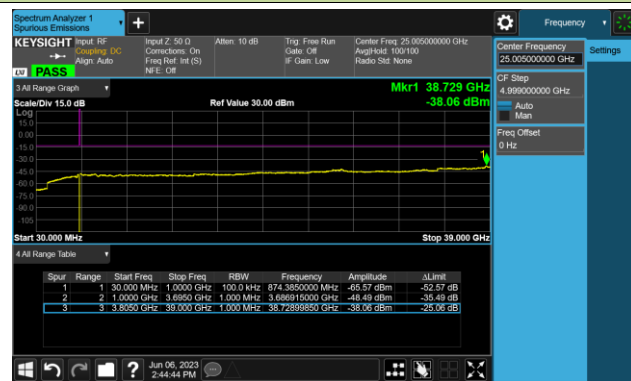 Spectrum Analyzer 1
Spurious Emissions
+
Frequency
KEYSIGHT
Input: RF
Coupling: DC
Align: Auto
Input Z: 50 Ω
Corrections: On
Freq Ref: Int (S)
NFE: Off
Atten: 10 dB
Trig: Free Run
Gate: Off
IF Gain: Low
Center Freq: 25.005000000 GHz
Avg|Hold: 100/100
Radio Std: None
LXI PASS
Center Frequency
25.005000000 GHz
Settings
CF Step
4.999000000 GHz
Auto
Man
Freq Offset
0 Hz
3 All Range Graph
Mkr1 38.729 GHz
Scale/Div 15.0 dB
Ref Value 30.00 dBm
-38.06 dBm
Log
15.0
0.00
-15.0
-30.0
-45.0
-60.0
-75.0
-90.0
-105
1
Start 30.000 MHz
Stop 39.000 GHz
4 All Range Table
Spur Range Start Freq Stop Freq RBW Frequency Amplitude ΔLimit
1 1 30.000 MHz 1.0000 GHz 100.0 kHz 874.3850000 MHz -65.57 dBm -52.57 dB
2 2 1.0000 GHz 3.6950 GHz 1.000 MHz 3.686915000 GHz -48.49 dBm -35.49 dB
3 3 3.8050 GHz 39.000 GHz 1.000 MHz 38.72899850 GHz -38.06 dBm -25.06 dB
?
Jun 06, 2023
2:44:44 PM